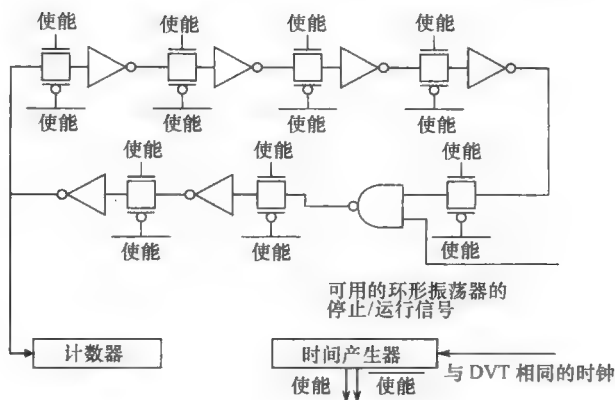 使能 使能 使能 使能
使能 使能 使能 使能
使能 使能 使能
使能 使能 使能
可用的环形振荡器的
停止/运行信号
计数器 时间产生器
与 DVT 相同的时钟
使能 使能